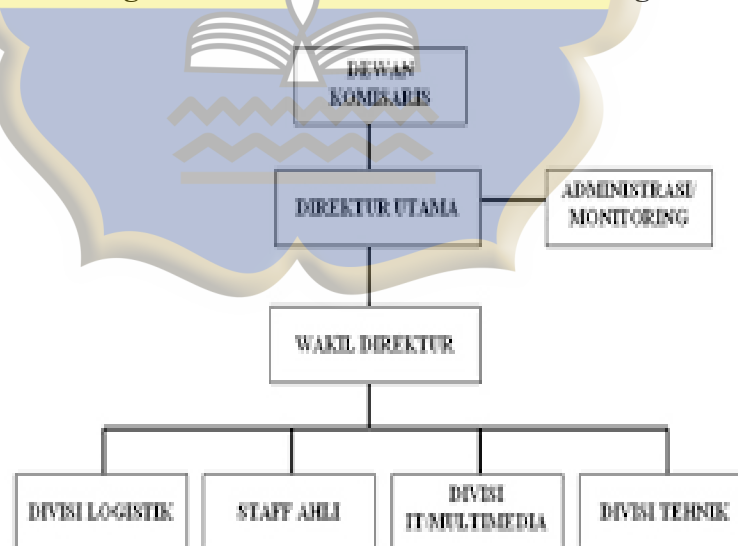 DEWAN
KOMISARIS
DIREKTUR UTAMA
ADMINISTRASI/
MONITORING
WAKIL DIREKTUR
DIVISI LOGISTIK
STAFF AHLI
DIVISI
IT/MULTIMEDIA
DIVISI TEHNIK